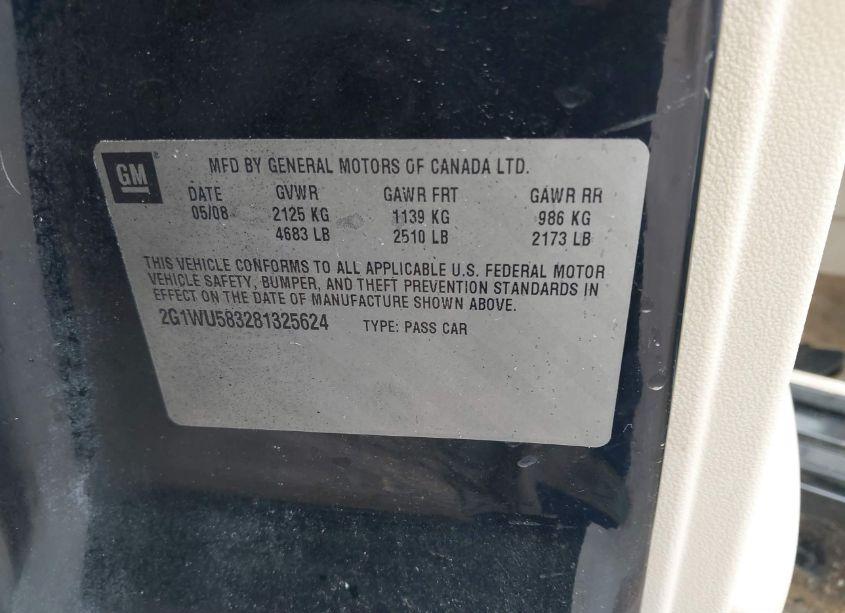 GM
MFD BY GENERAL MOTORS OF CANADA LTD.
DATE GVWR GAWR FRT GAWR RR
05/08 2125 KG 1139 KG 986 KG
4683 LB 2510 LB 2173 LB
THIS VEHICLE CONFORMS TO ALL APPLICABLE U.S. FEDERAL MOTOR
VEHICLE SAFETY, BUMPER, AND THEFT PREVENTION STANDARDS IN
EFFECT ON THE DATE OF MANUFACTURE SHOWN ABOVE.
2G1WU583281325624 TYPE: PASS CAR